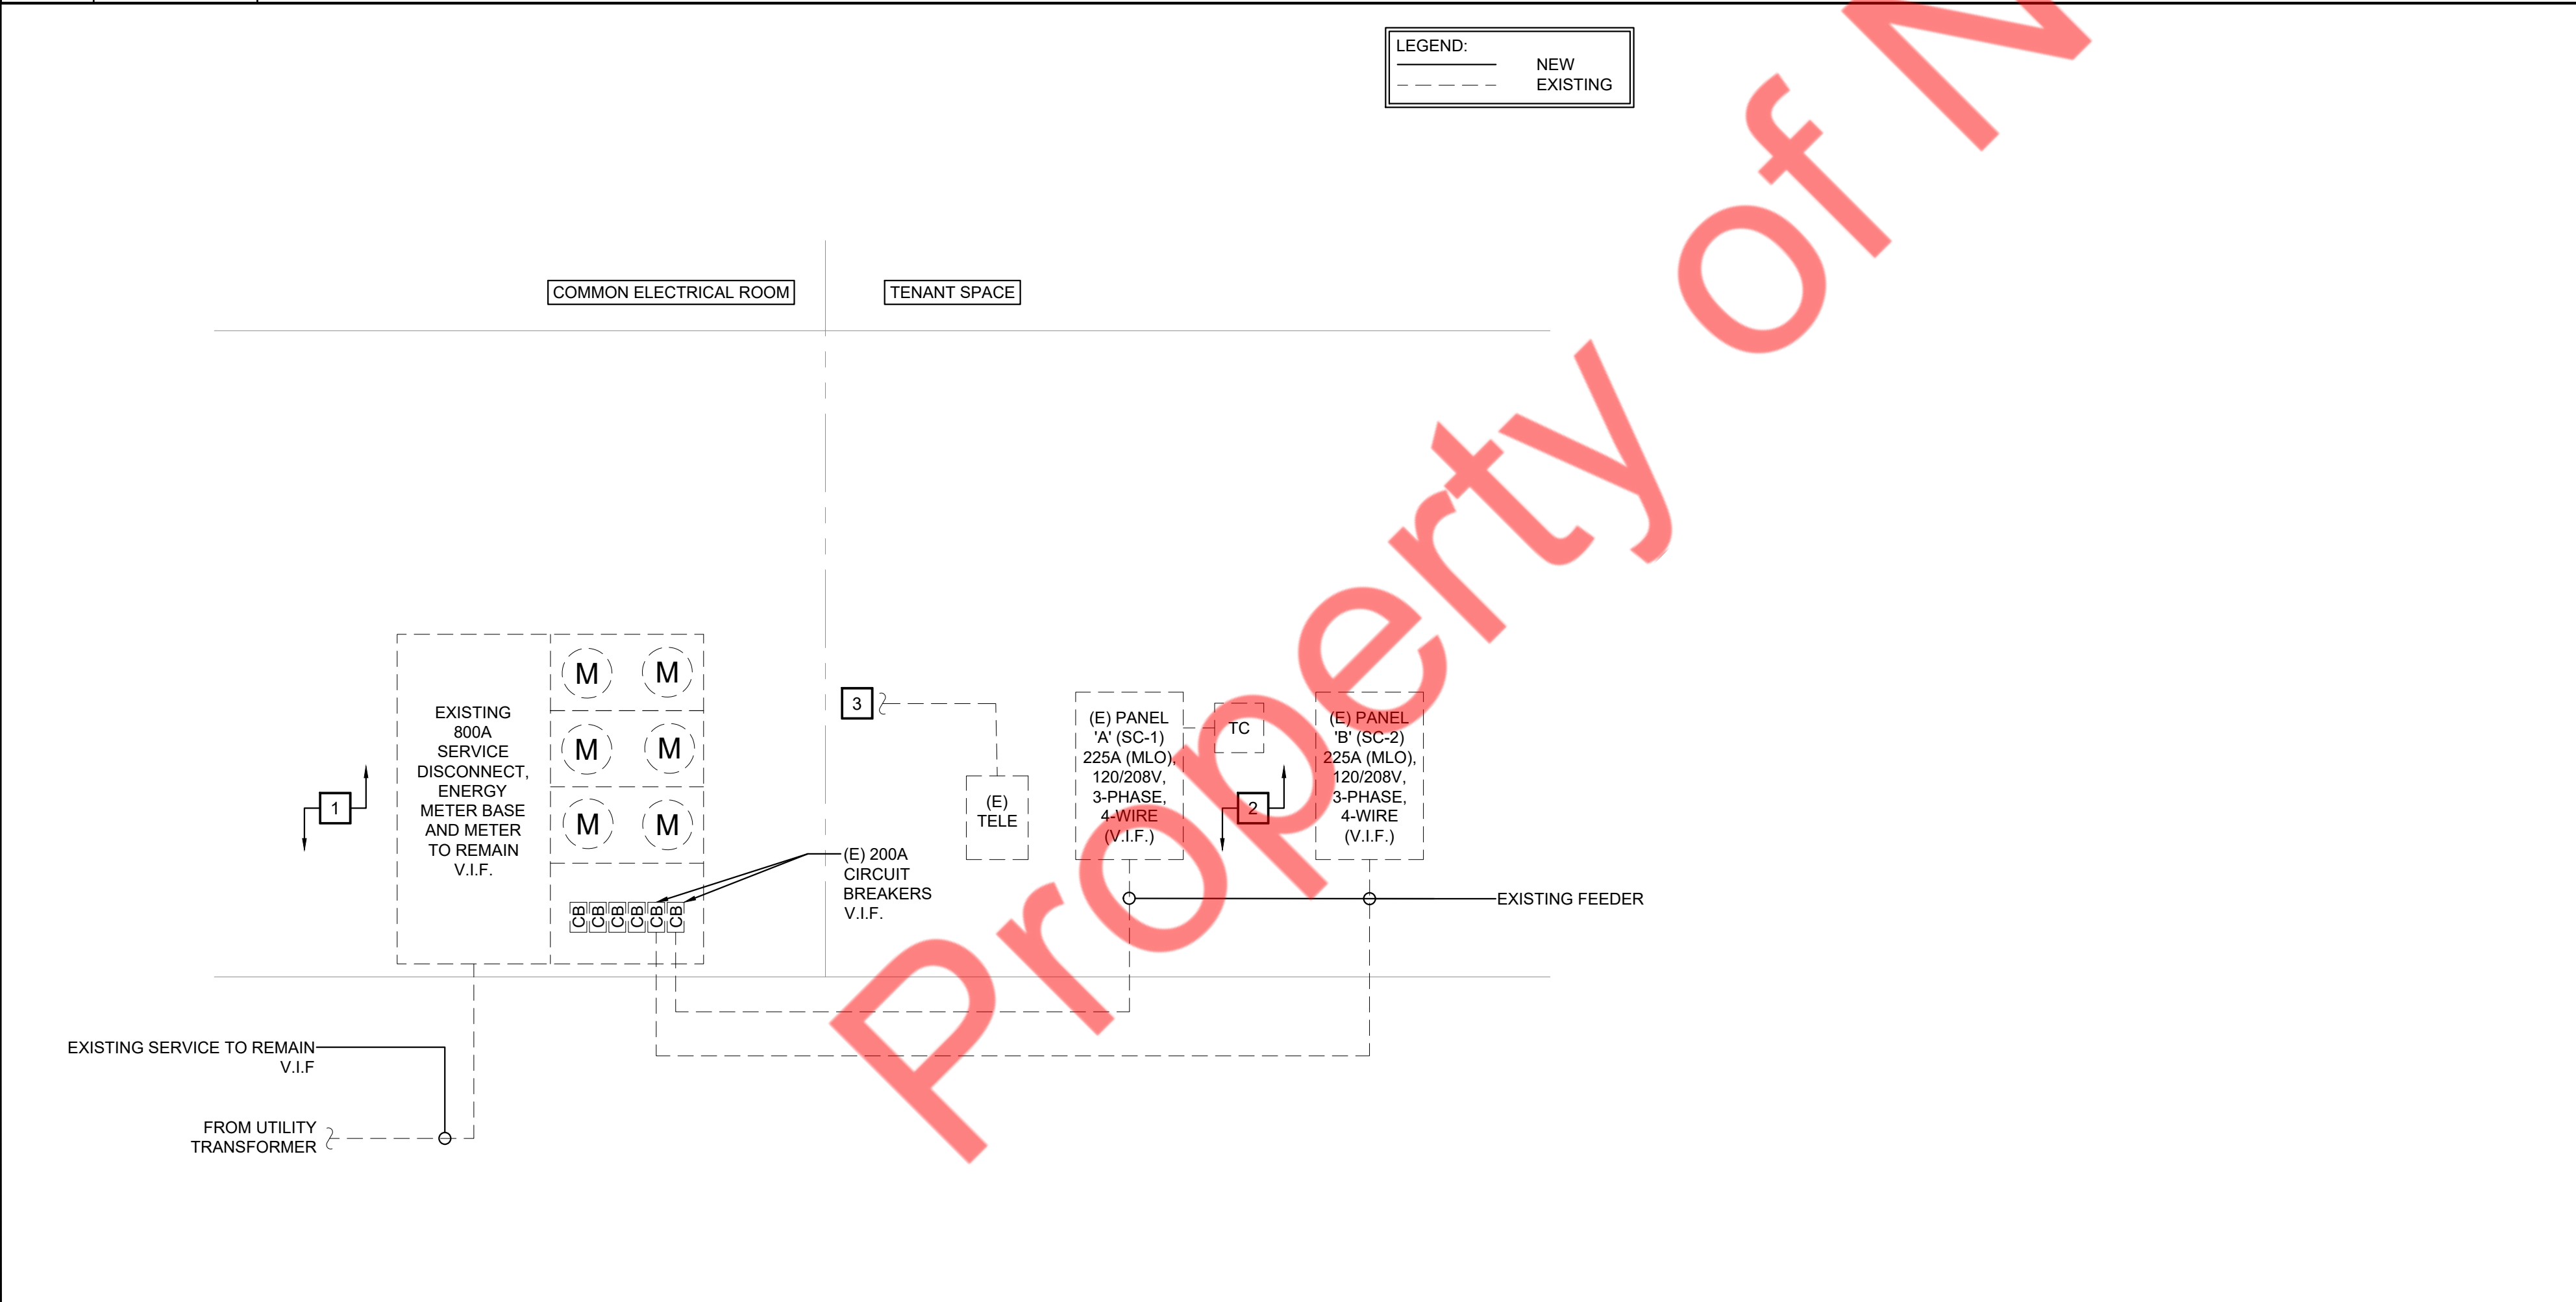 LEGEND:
NEW
EXISTING
COMMON ELECTRICAL ROOM
TENANT SPACE
EXISTING
800A
SERVICE
DISCONNECT,
ENERGY
METER BASE
AND METER
TO REMAIN
V.I.F.
M
M
M
M
M
M
CB
CB
CB
CB
CB
CB
1
(E) 200A
CIRCUIT
BREAKERS
V.I.F.
3
(E)
TELE
(E) PANEL
'A' (SC-1)
225A (MLO),
120/208V,
3-PHASE,
4-WIRE
(V.I.F.)
TC
2
(E) PANEL
'B' (SC-2)
225A (MLO),
120/208V,
3-PHASE,
4-WIRE
(V.I.F.)
EXISTING FEEDER
EXISTING SERVICE TO REMAIN
V.I.F
FROM UTILITY
TRANSFORMER
Property of N